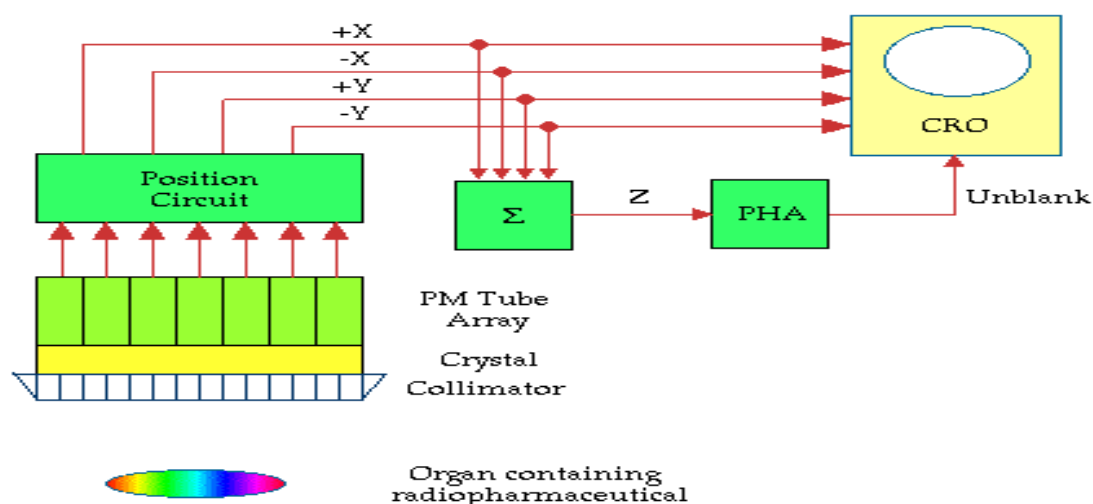 +X
-X
+Y
-Y
CRO
Position
Circuit
Σ
Z
PHA
Unblank
PM Tube
Array
Crystal
Collimator
Organ containing
radiopharmaceutical